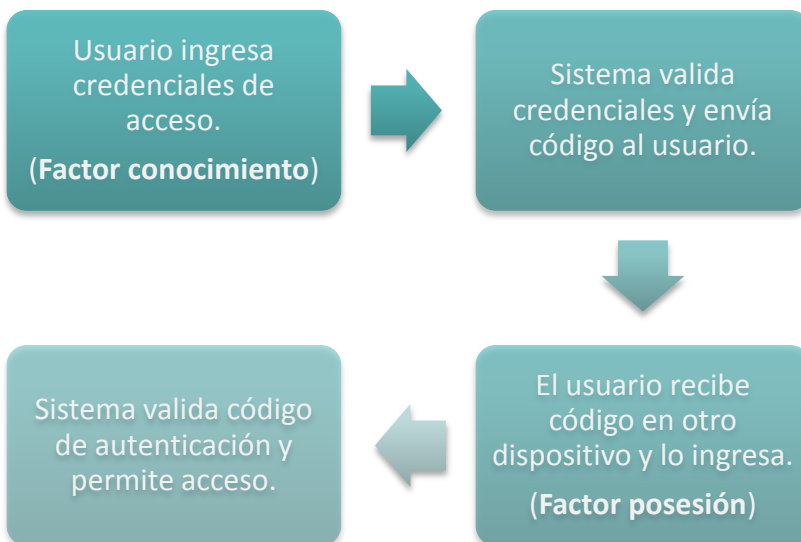 Usuario ingresa
credenciales de
acceso.
(Factor conocimiento)
Sistema valida
credenciales y envía
código al usuario.
El usuario recibe
código en otro
dispositivo y lo ingresa.
(Factor posesión)
Sistema valida código
de autenticación y
permite acceso.